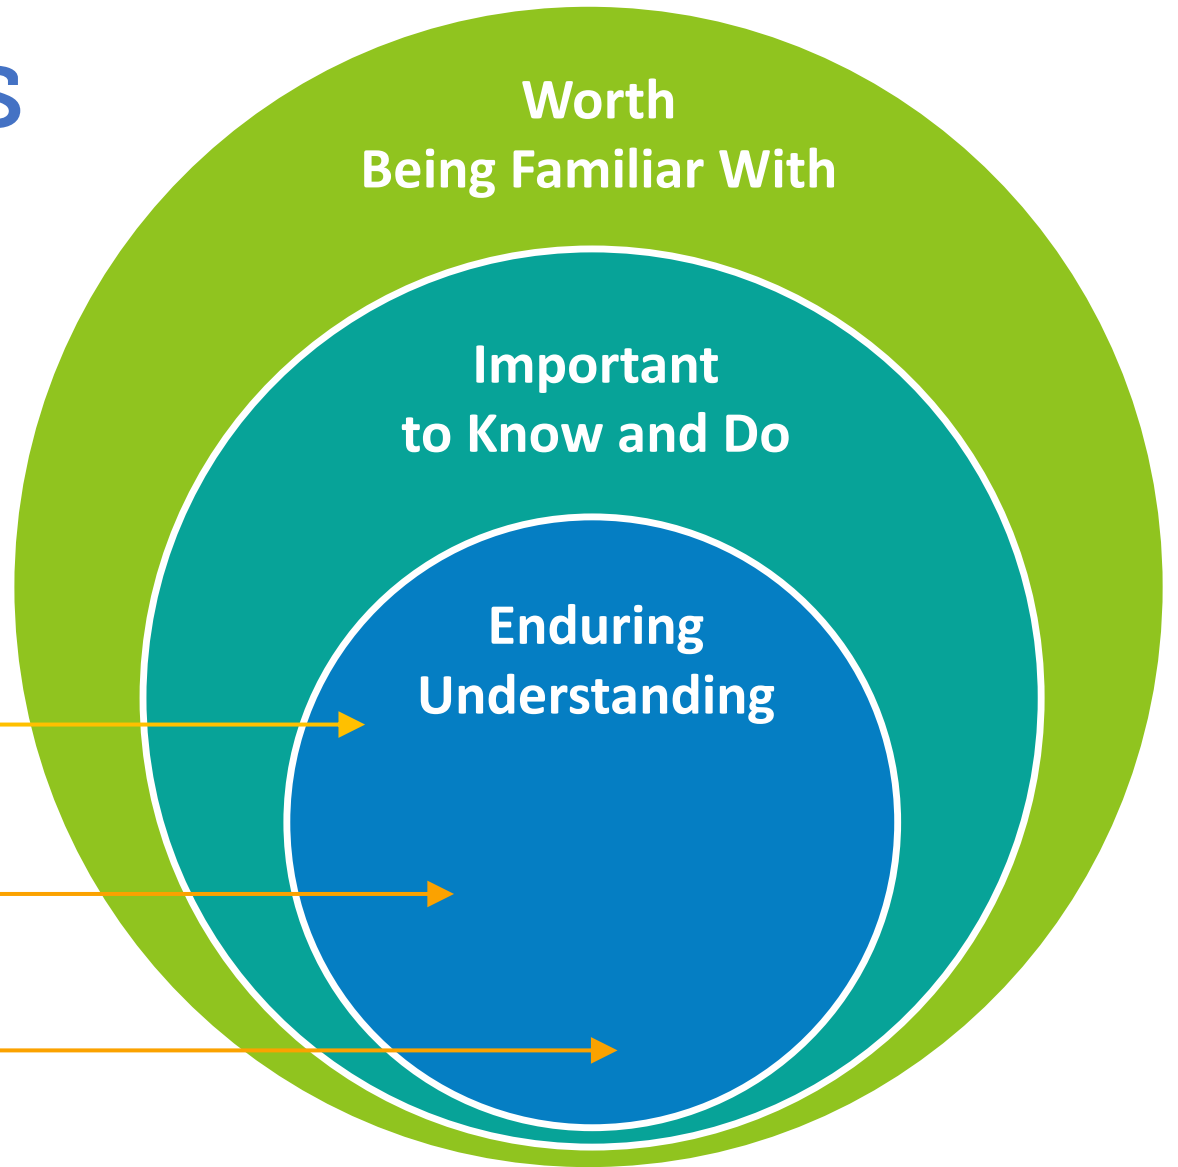 s
Worth
Being Familiar With
Important
to Know and Do
Enduring
Understanding